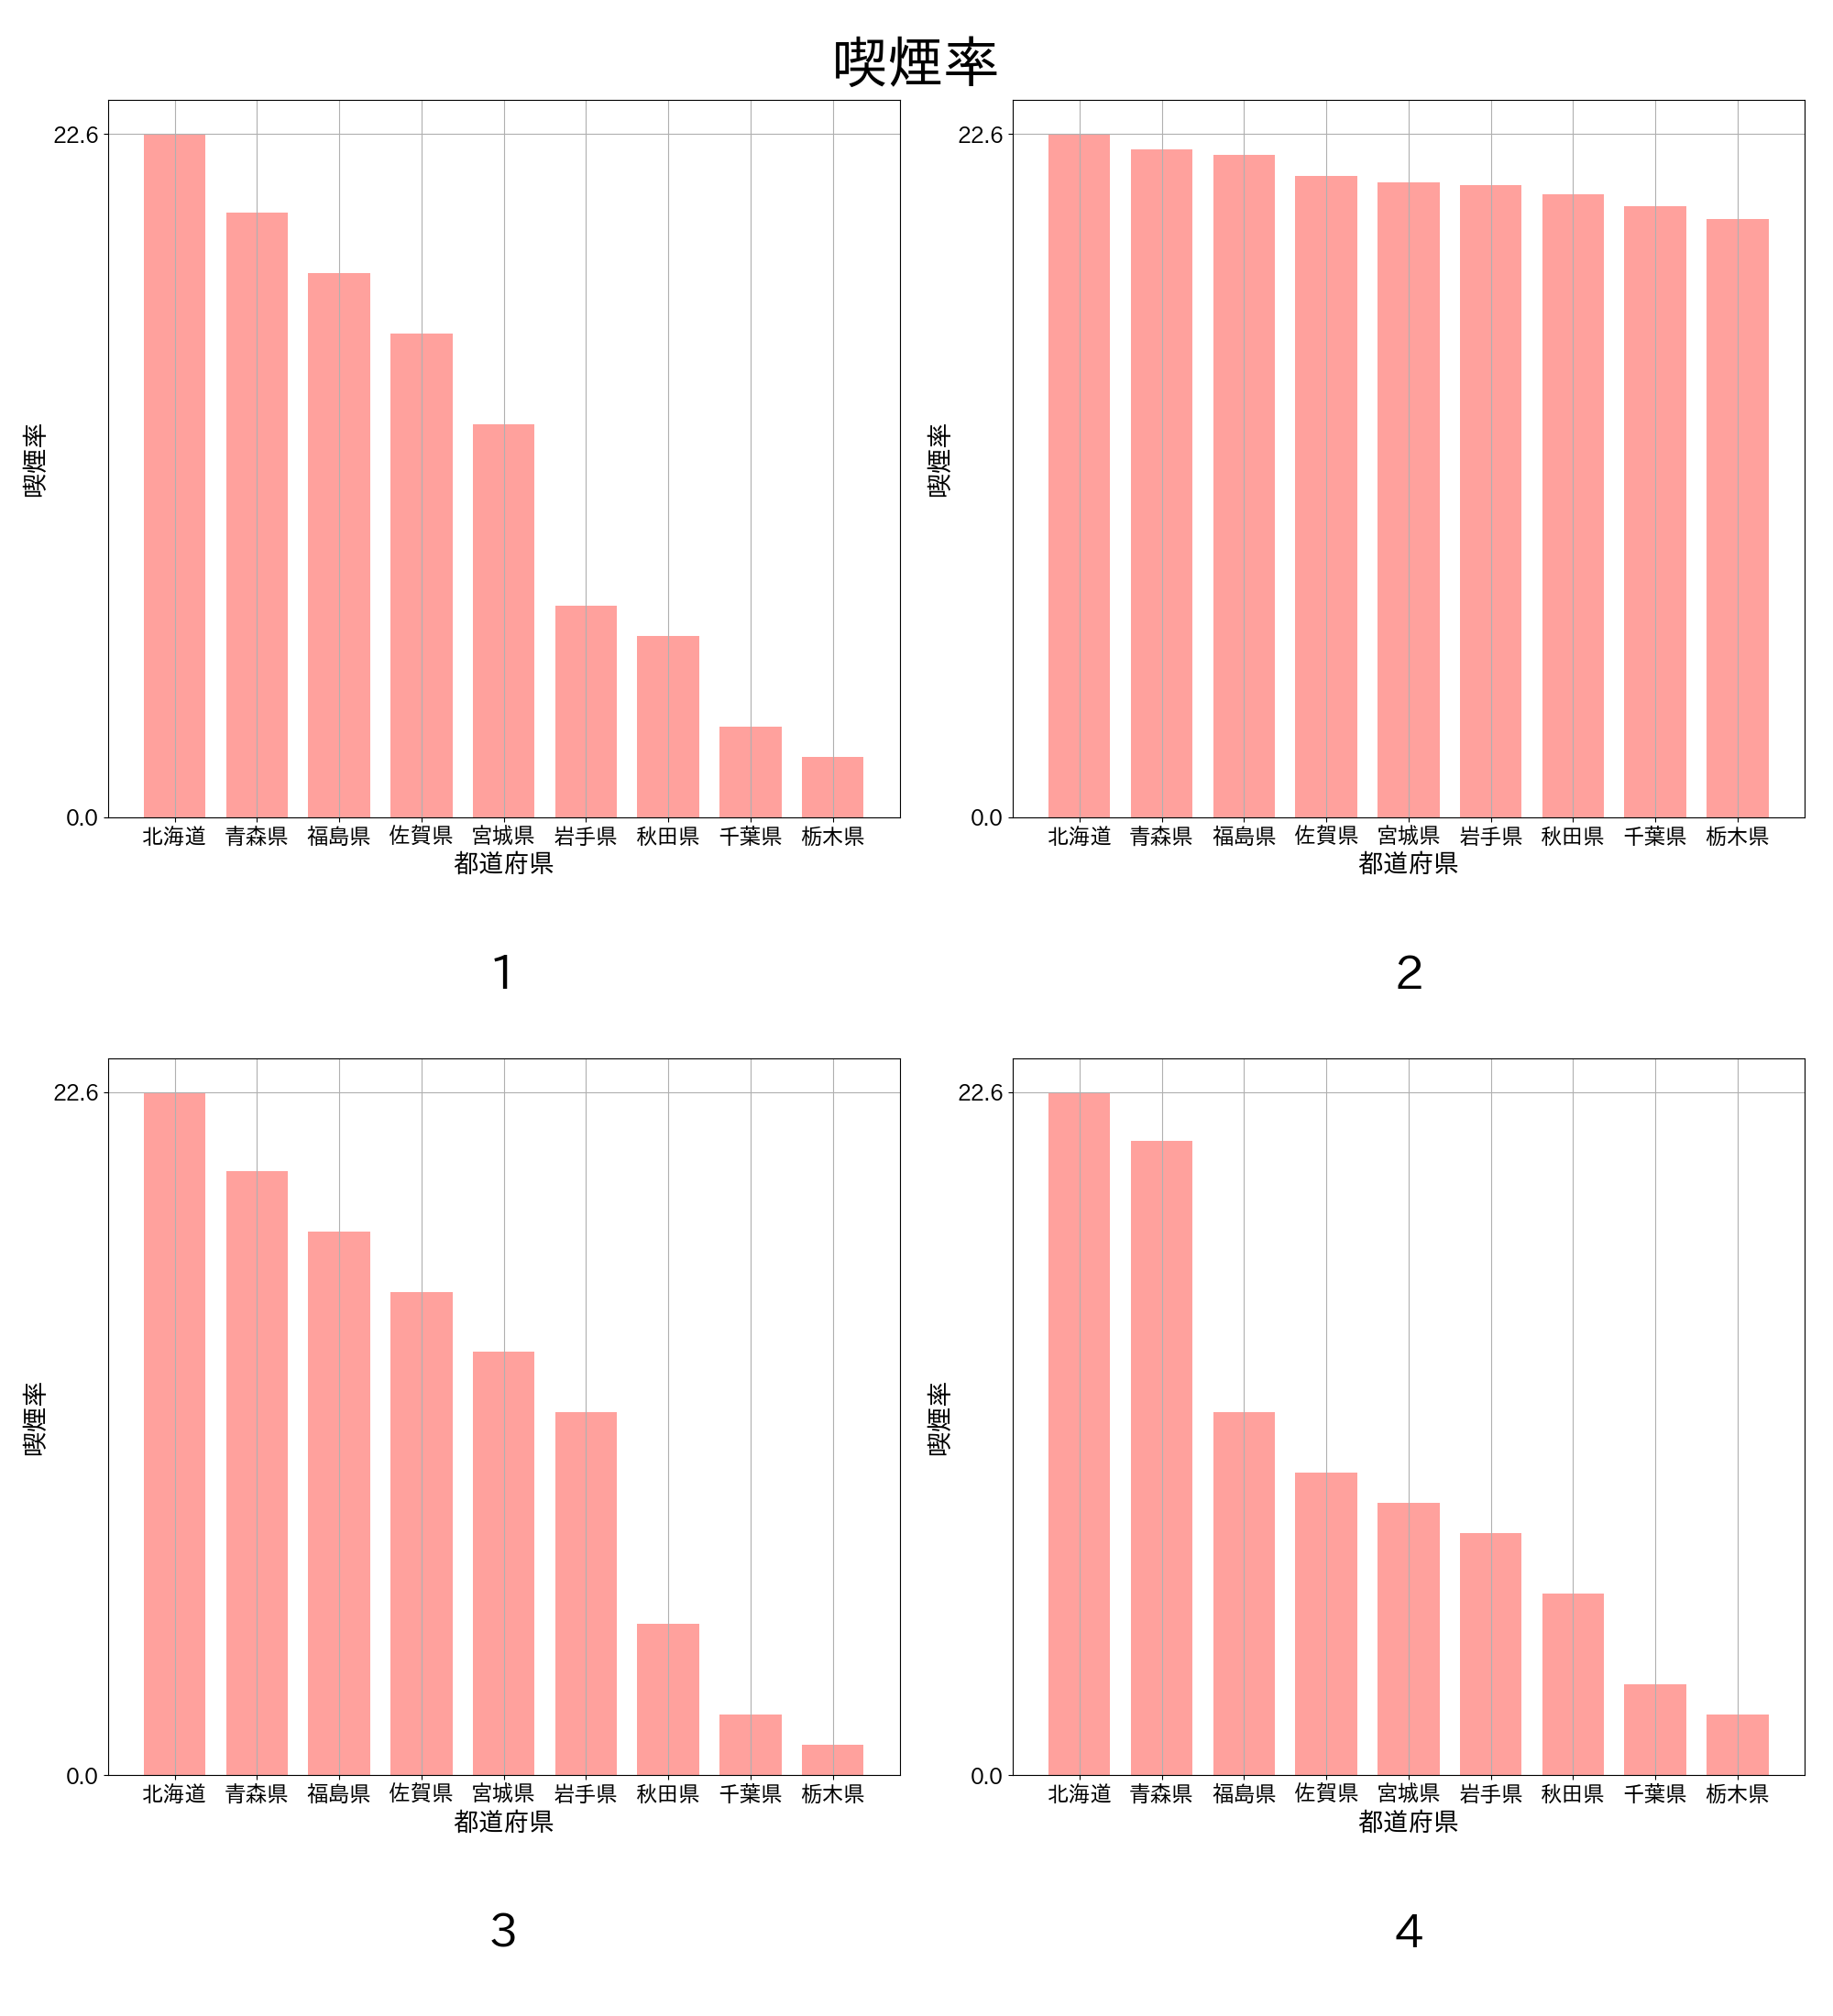 喫煙率
22.6
0.0
喫煙率
北海道 青森県 福島県 佐賀県 宮城県 岩手県 秋田県 千葉県 栃木県
都道府県
1
22.6
0.0
喫煙率
北海道 青森県 福島県 佐賀県 宮城県 岩手県 秋田県 千葉県 栃木県
都道府県
2
22.6
0.0
喫煙率
北海道 青森県 福島県 佐賀県 宮城県 岩手県 秋田県 千葉県 栃木県
都道府県
3
22.6
0.0
喫煙率
北海道 青森県 福島県 佐賀県 宮城県 岩手県 秋田県 千葉県 栃木県
都道府県
4